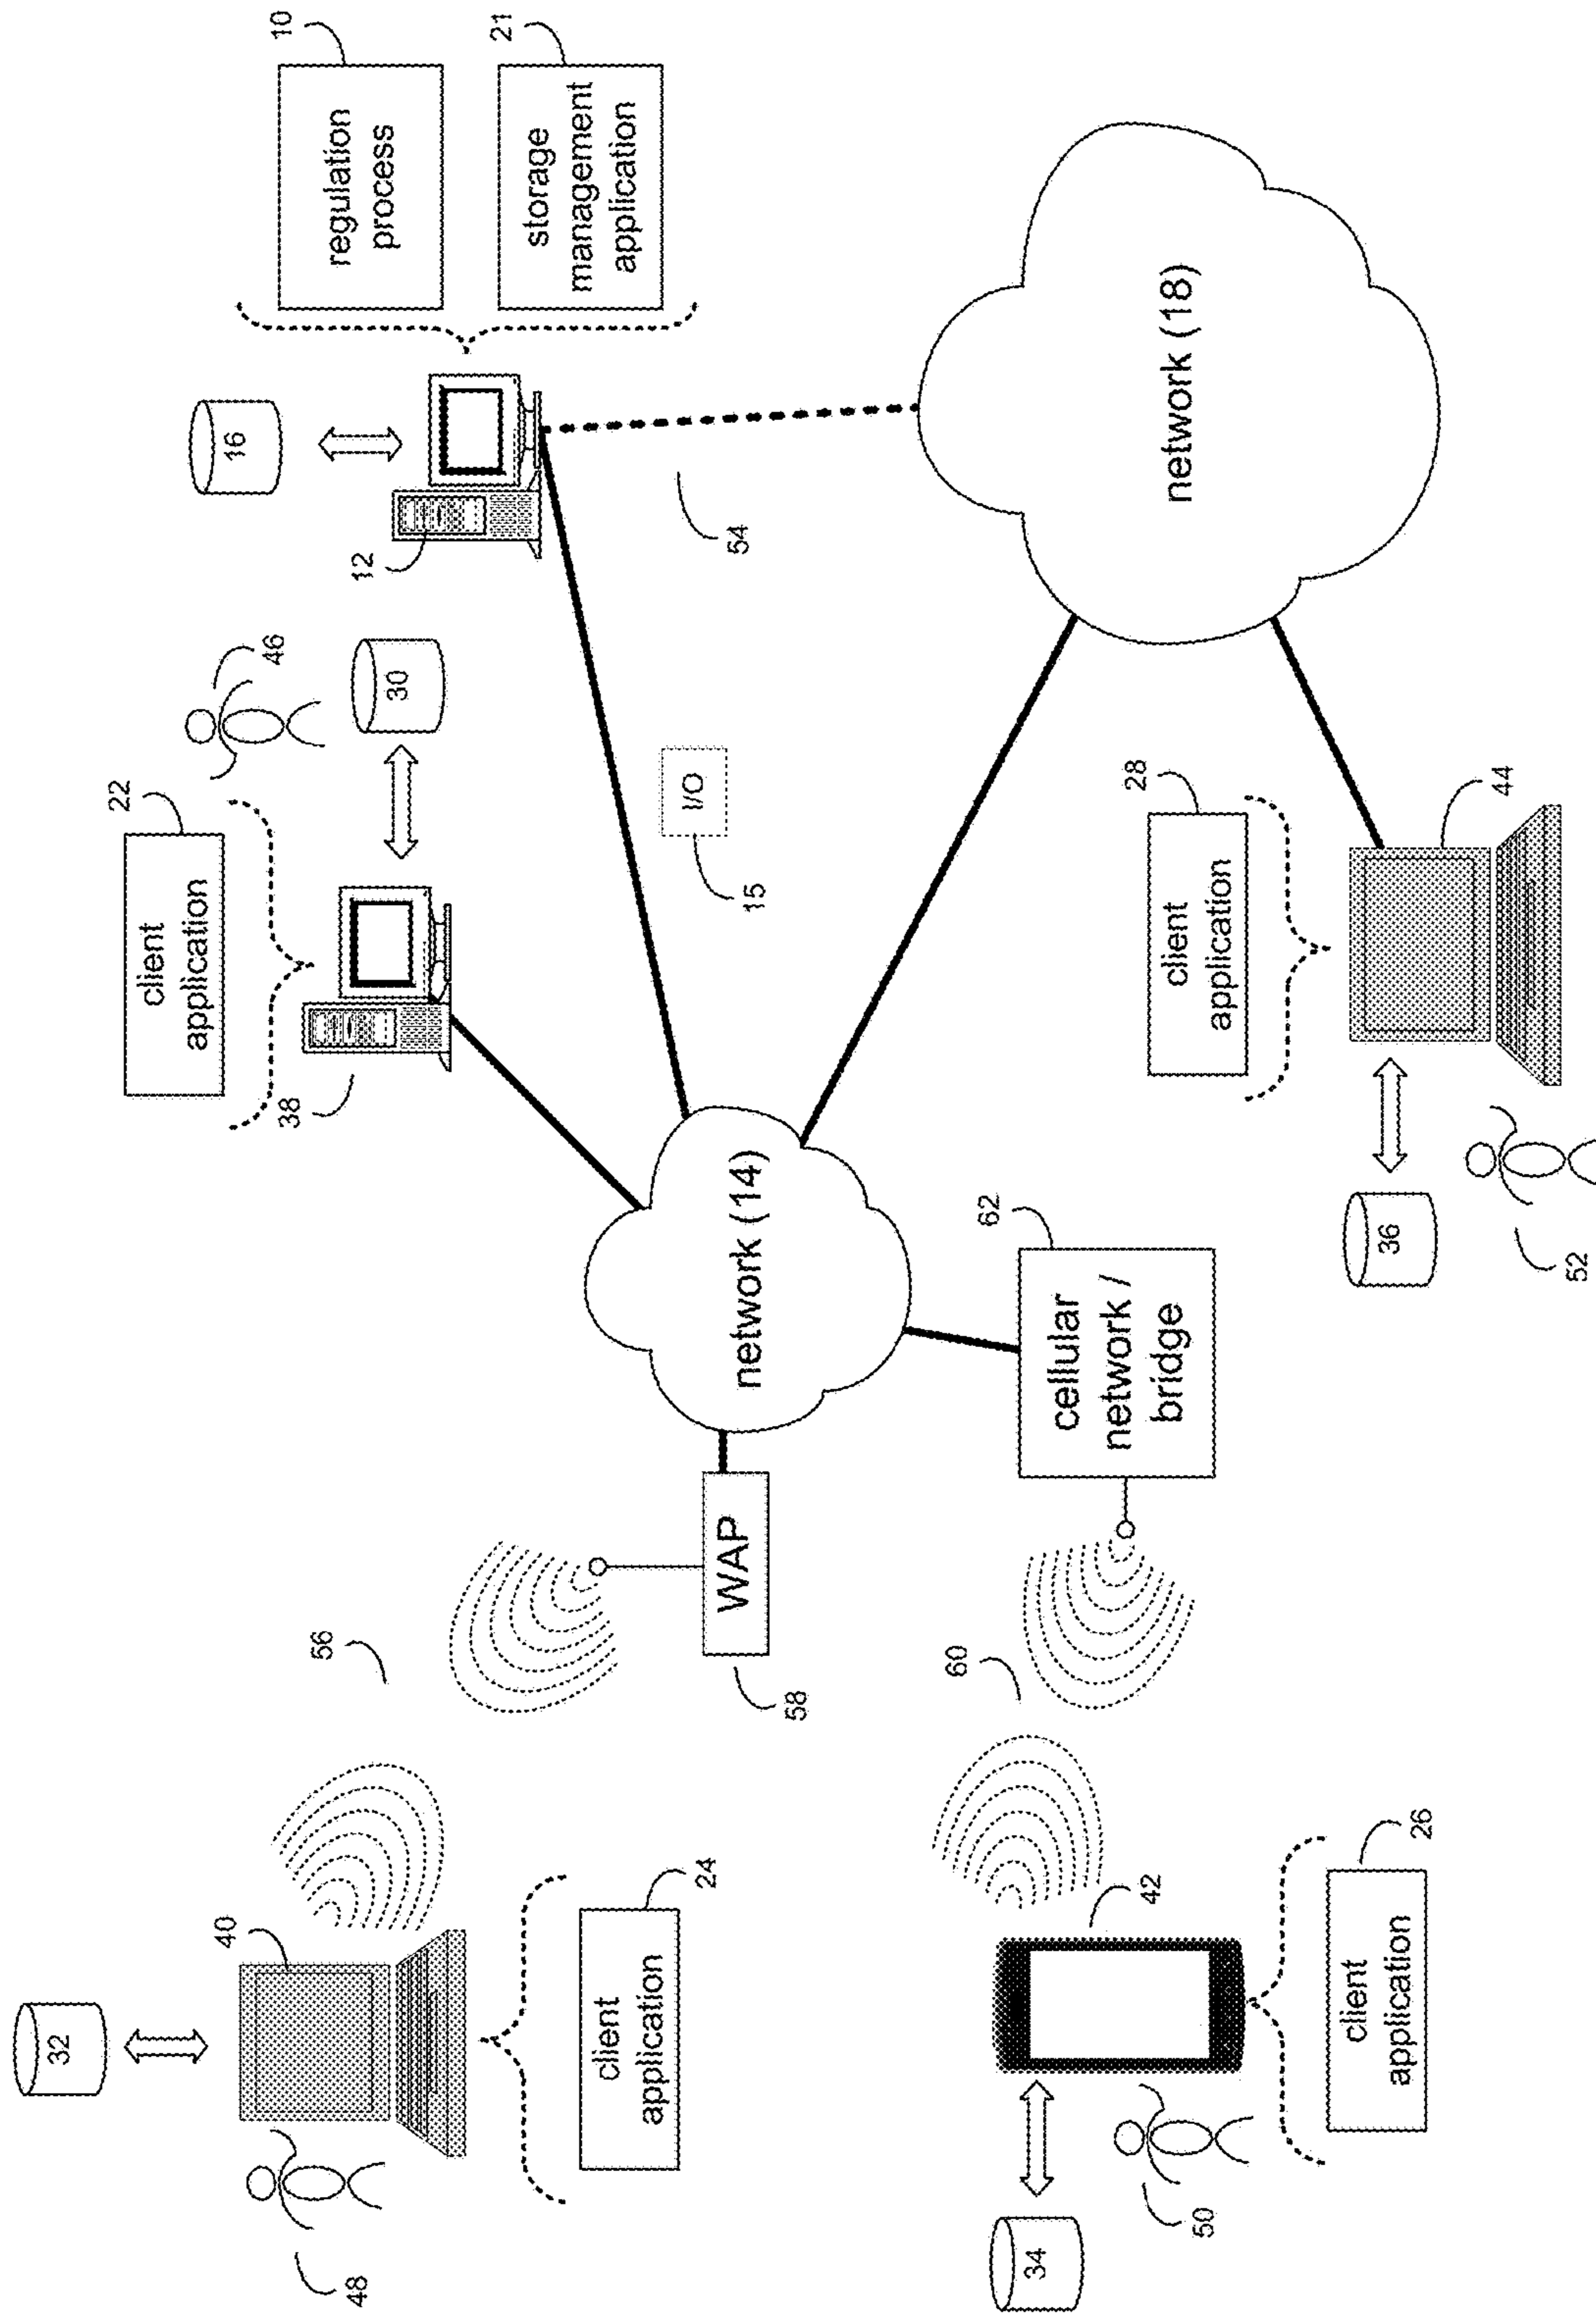 32
22
client
application
40
16
46
10
regulation
process
38
56
48
12
30
21
storage
management
application
client
application
24
I/O
54
15
WAP
network (14)
58
60
62
cellular
network /
bridge
34
42
28
client
application
network (18)
50
client
application
26
36
44
52